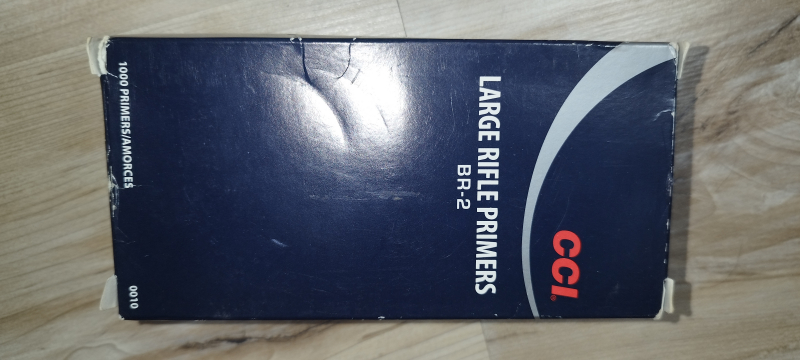 CCI®
LARGE RIFLE PRIMERS
BR-2
1000 PRIMERS/AMORCES
0010